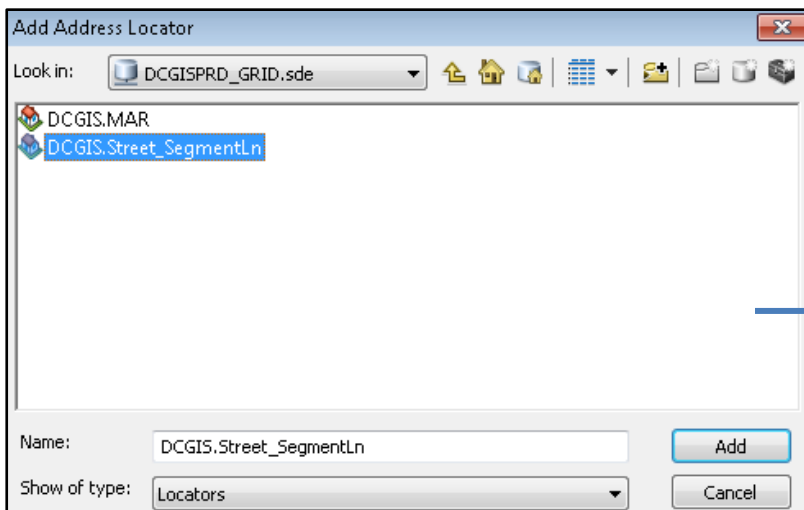 Add Address Locator
Look in: DCGISPRD_GRID.sde
DCGIS.MAR
DCGIS.Street_SegmentLn
Name: DCGIS.Street_SegmentLn Add
Show of type: Locators Cancel